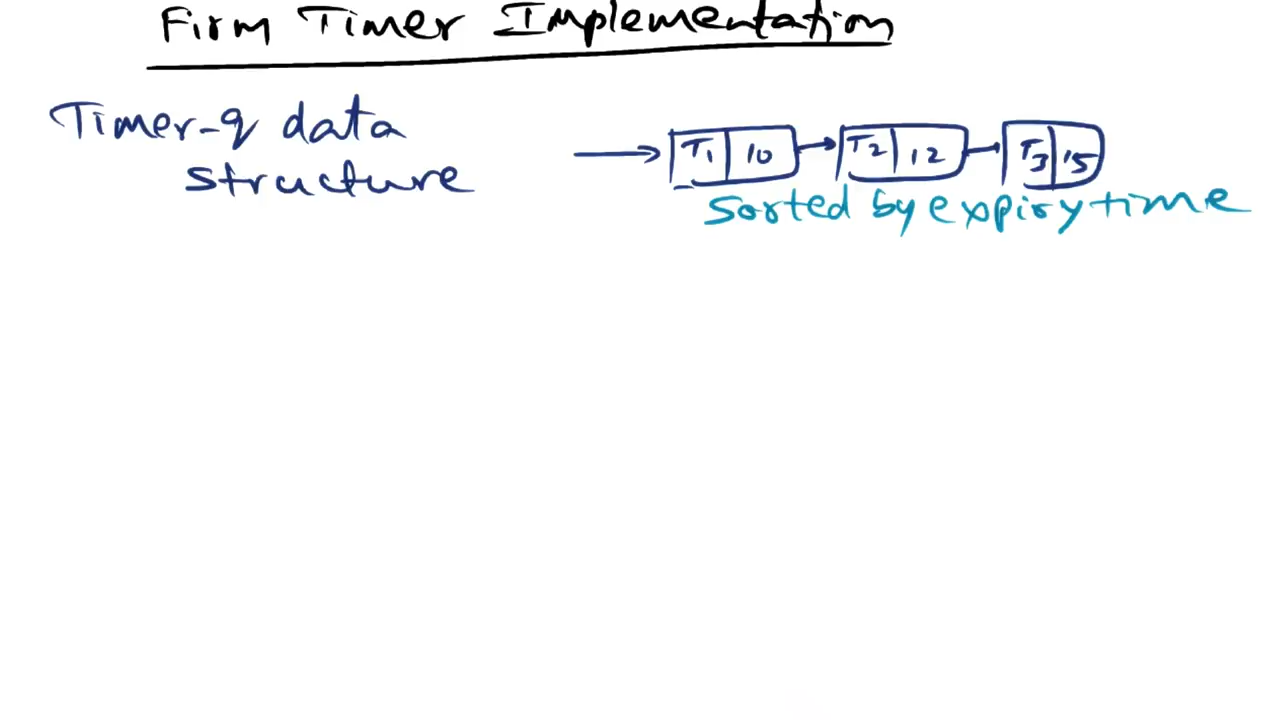 Firm Timer Implementation
Timer-q data
structure
T1 10 T2 12 T3 15
Sorted by expiry time